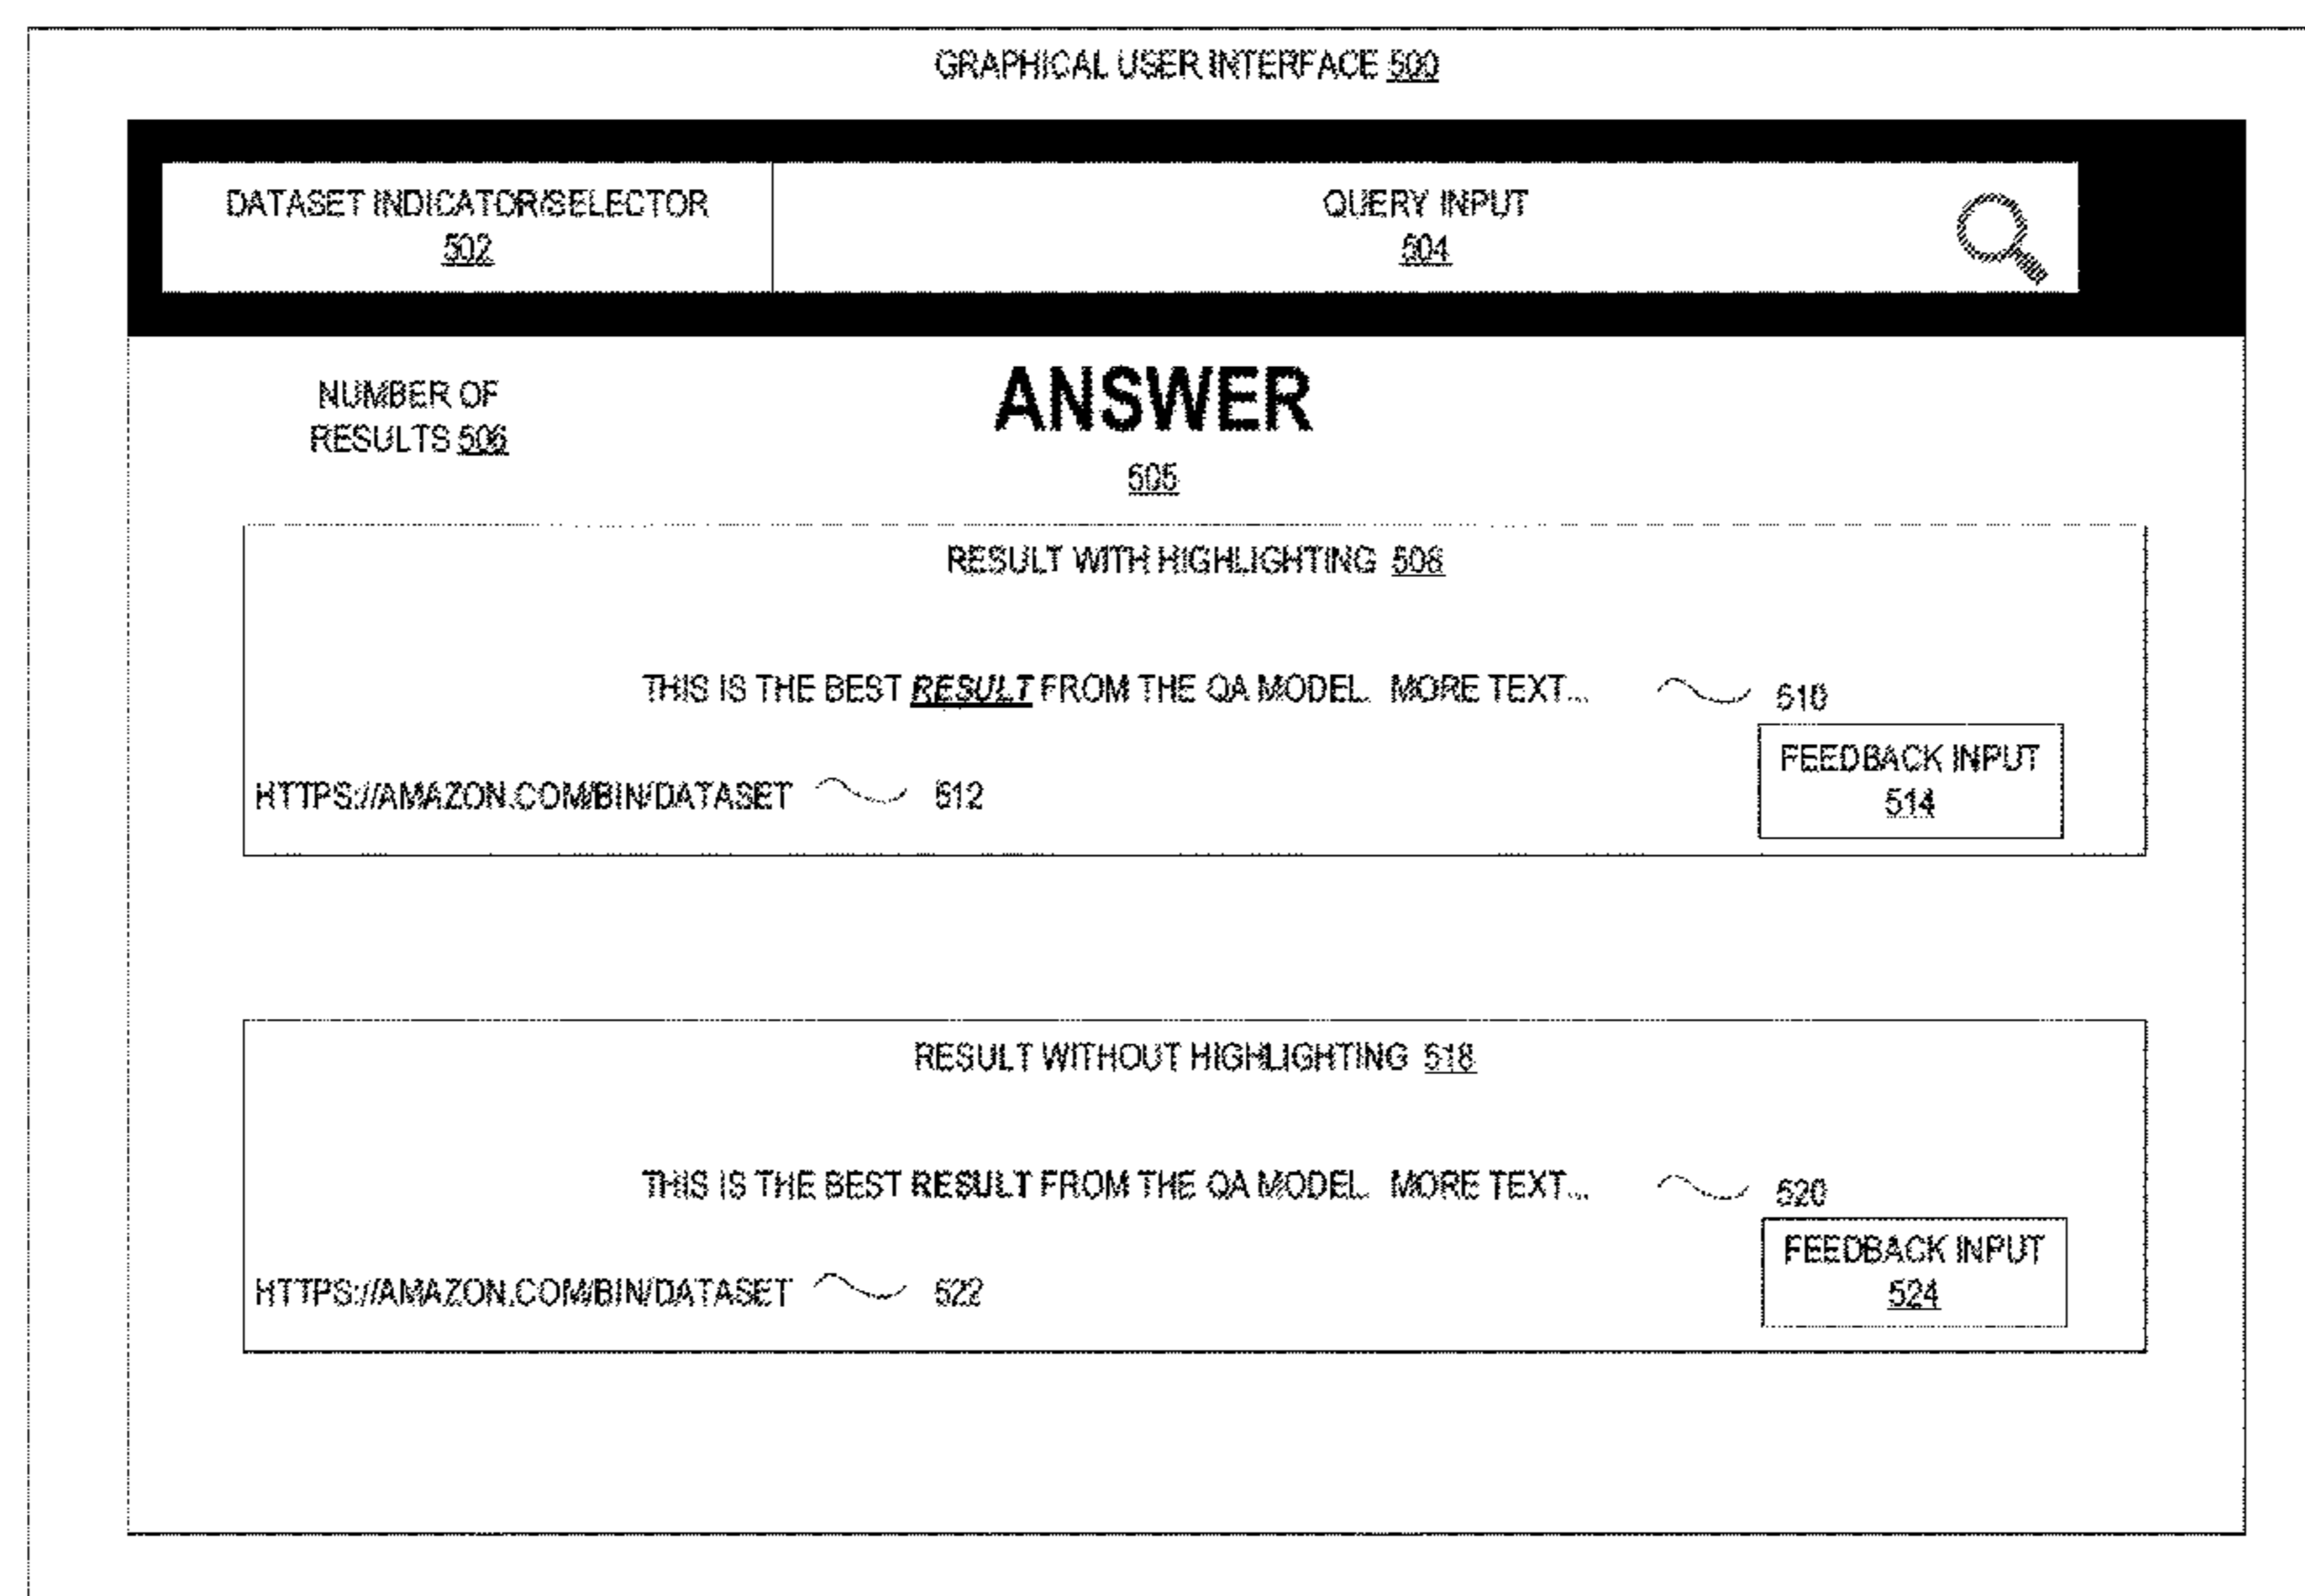 GRAPHICAL USER INTERFACE 500
DATASET INDICATOR/SELECTOR
502
QUERY INPUT
504
NUMBER OF
RESULTS 506
ANSWER
505
RESULT WITH HIGHLIGHTING 508
THIS IS THE BEST RESULT FROM THE QA MODEL. MORE TEXT...
510
FEEDBACK INPUT
514
HTTPS://AMAZON.COM/BIN/DATASET
512
RESULT WITHOUT HIGHLIGHTING 518
THIS IS THE BEST RESULT FROM THE QA MODEL. MORE TEXT...
520
FEEDBACK INPUT
524
HTTPS://AMAZON.COM/BIN/DATASET
522